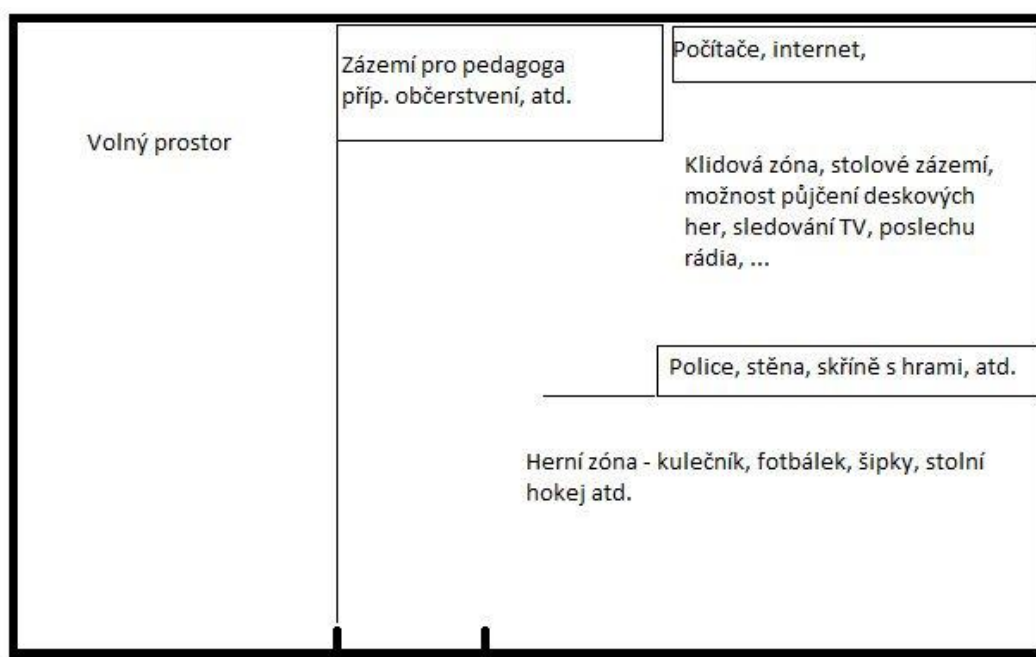 Volný prostor
Zázemí pro pedagoga
příp. občerstvení, atd.
Počítače, internet,
Klidová zóna, stolové zázemí,
možnost půjčení deskových
her, sledování TV, poslechu
rádia, ...
Police, stěna, skříně s hrami, atd.
Herní zóna - kulečník, fotbálek, šipky, stolní
hokej atd.